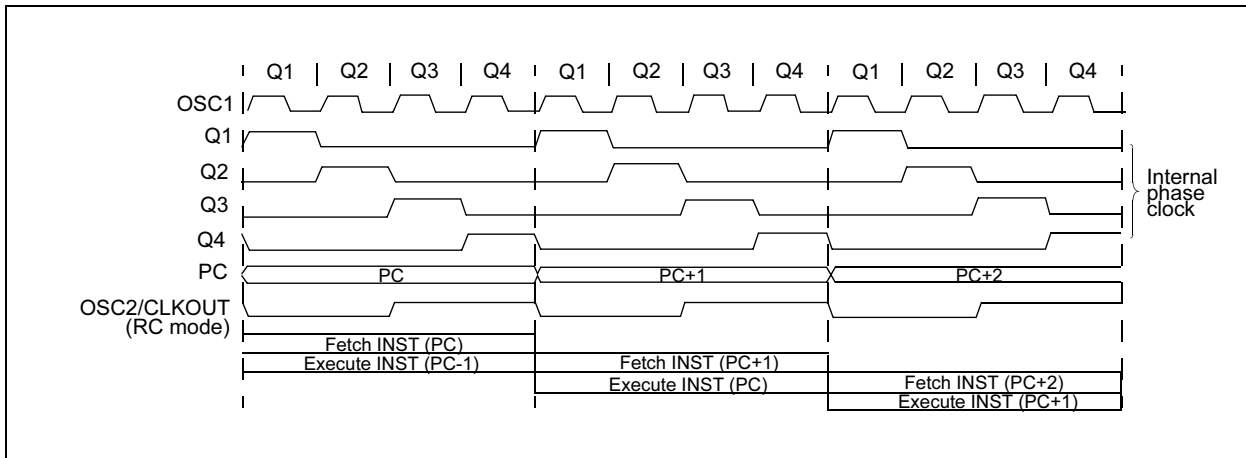 Q1 Q2 Q3 Q4 Q1 Q2 Q3 Q4 Q1 Q2 Q3 Q4
OSC1
Q1
Q2
Q3
Q4
Internal
phase
clock
PC
PC PC+1 PC+2
OSC2/CLKOUT
(RC mode)
Fetch INST (PC)
Execute INST (PC-1) Fetch INST (PC+1)
Execute INST (PC) Fetch INST (PC+2)
Execute INST (PC+1)